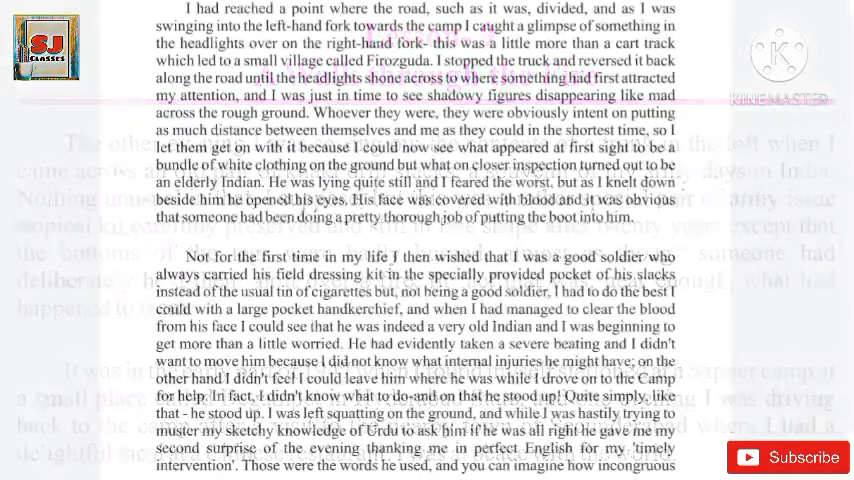 I had reached a point where the road, such as it was, divided, and as I was
swinging into the left-hand fork towards the camp I caught a glimpse of something in
the headlights over on the right-hand fork- this was a little more than a cart track
which led to a small village called Firozguda. I stopped the truck and reversed it back
along the road until the headlights shone across to where something had first attracted
my attention, and I was just in time to see shadowy figures disappearing like mad
across the rough ground. Whoever they were, they were obviously intent on putting
as much distance between themselves and me as they could in the shortest time, so I
let them get on with it because I could now see what appeared at first sight to be a
bundle of white clothing on the ground but what on closer inspection turned out to be
an elderly Indian. He was lying quite still and I feared the worst, but as I knelt down
beside him he opened his eyes. His face was covered with blood and it was obvious
that someone had been doing a pretty thorough job of putting the boot into him.
Not for the first time in my life I then wished that I was a good soldier who
always carried his field dressing kit in the specially provided pocket of his slacks
instead of the usual tin of cigarettes but, not being a good soldier, I had to do the best I
could with a large pocket handkerchief, and when I had managed to clear the blood
from his face I could see that he was indeed a very old Indian and I was beginning to
get more than a little worried. He had evidently taken a severe beating and I didn't
want to move him because I did not know what internal injuries he might have; on the
other hand I didn't feel I could leave him where he was while I drove on to the Camp
for help. In fact, I didn't know what to do-and on that he stood up! Quite simply, like
that - he stood up. I was left squatting on the ground, and while I was hastily trying to
muster my sketchy knowledge of Urdu to ask him if he was all right he gave me my
second surprise of the evening thanking me in perfect English for my 'timely
intervention'. Those were the words he used, and you can imagine how incongruous
SJ
CLASSES
KINEMASTER
Subscribe